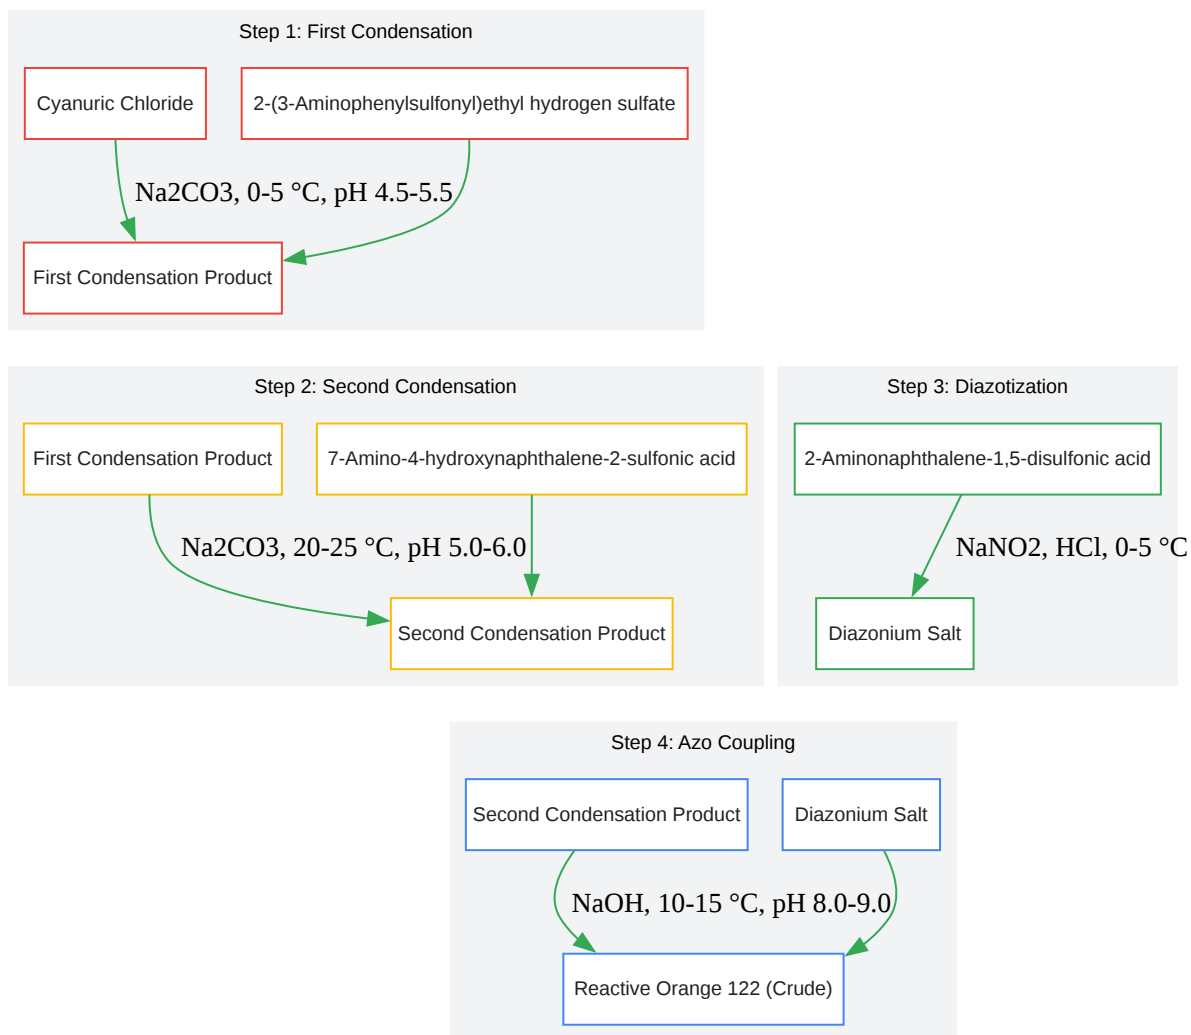 Step 1: First Condensation
Cyanuric Chloride
2-(3-Aminophenylsulfonyl)ethyl hydrogen sulfate
Na2CO3, 0-5 °C, pH 4.5-5.5
First Condensation Product
Step 2: Second Condensation
First Condensation Product
7-Amino-4-hydroxynaphthalene-2-sulfonic acid
Na2CO3, 20-25 °C, pH 5.0-6.0
Second Condensation Product
Step 3: Diazotization
2-Aminonaphthalene-1,5-disulfonic acid
NaNO2, HCl, 0-5 °C
Diazonium Salt
Step 4: Azo Coupling
Second Condensation Product
Diazonium Salt
NaOH, 10-15 °C, pH 8.0-9.0
Reactive Orange 122 (Crude)